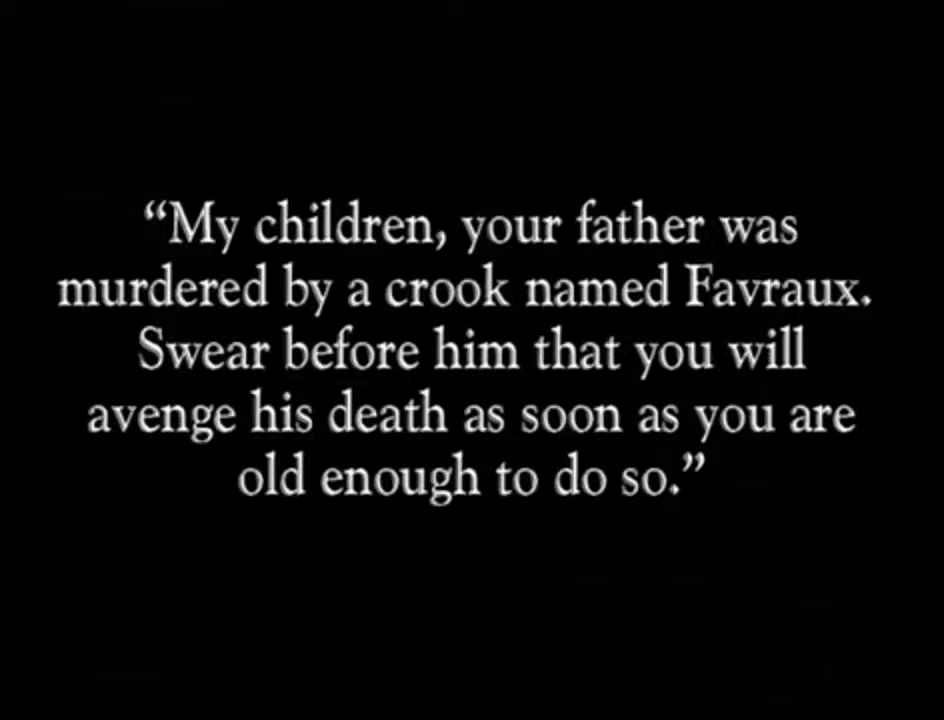 “My children, your father was
murdered by a crook named Favraux.
Swear before him that you will
avenge his death as soon as you are
old enough to do so.”